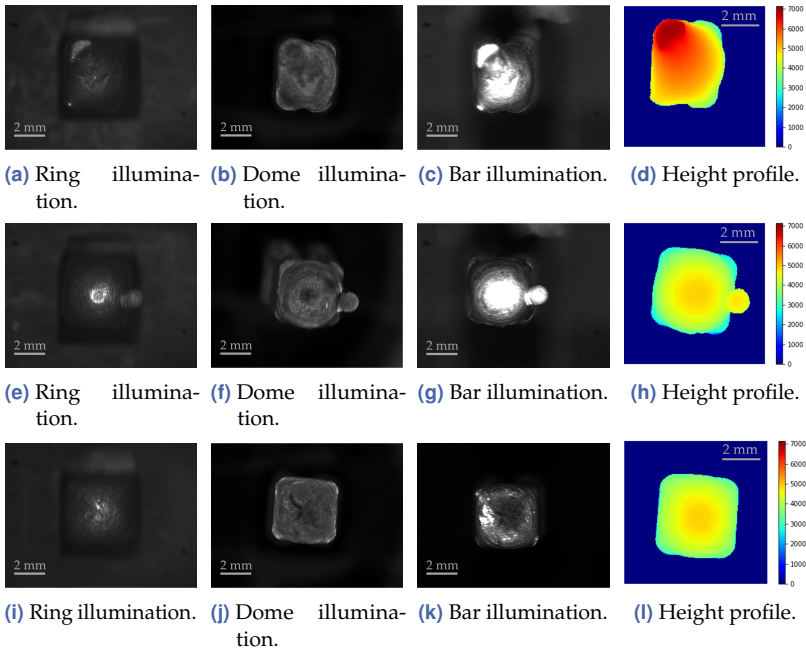 2 mm
2 mm
2 mm
2 mm
7000
6000
5000
4000
3000
2000
1000
0
(a) Ring illumina-
tion.
(b) Dome illumina-
tion.
(c) Bar illumination.
(d) Height profile.
2 mm
2 mm
2 mm
2 mm
7000
6000
5000
4000
3000
2000
1000
0
(e) Ring illumina-
tion.
(f) Dome illumina-
tion.
(g) Bar illumination.
(h) Height profile.
2 mm
2 mm
2 mm
2 mm
7000
6000
5000
4000
3000
2000
1000
0
(i) Ring illumination.
(j) Dome illumina-
tion.
(k) Bar illumination.
(l) Height profile.